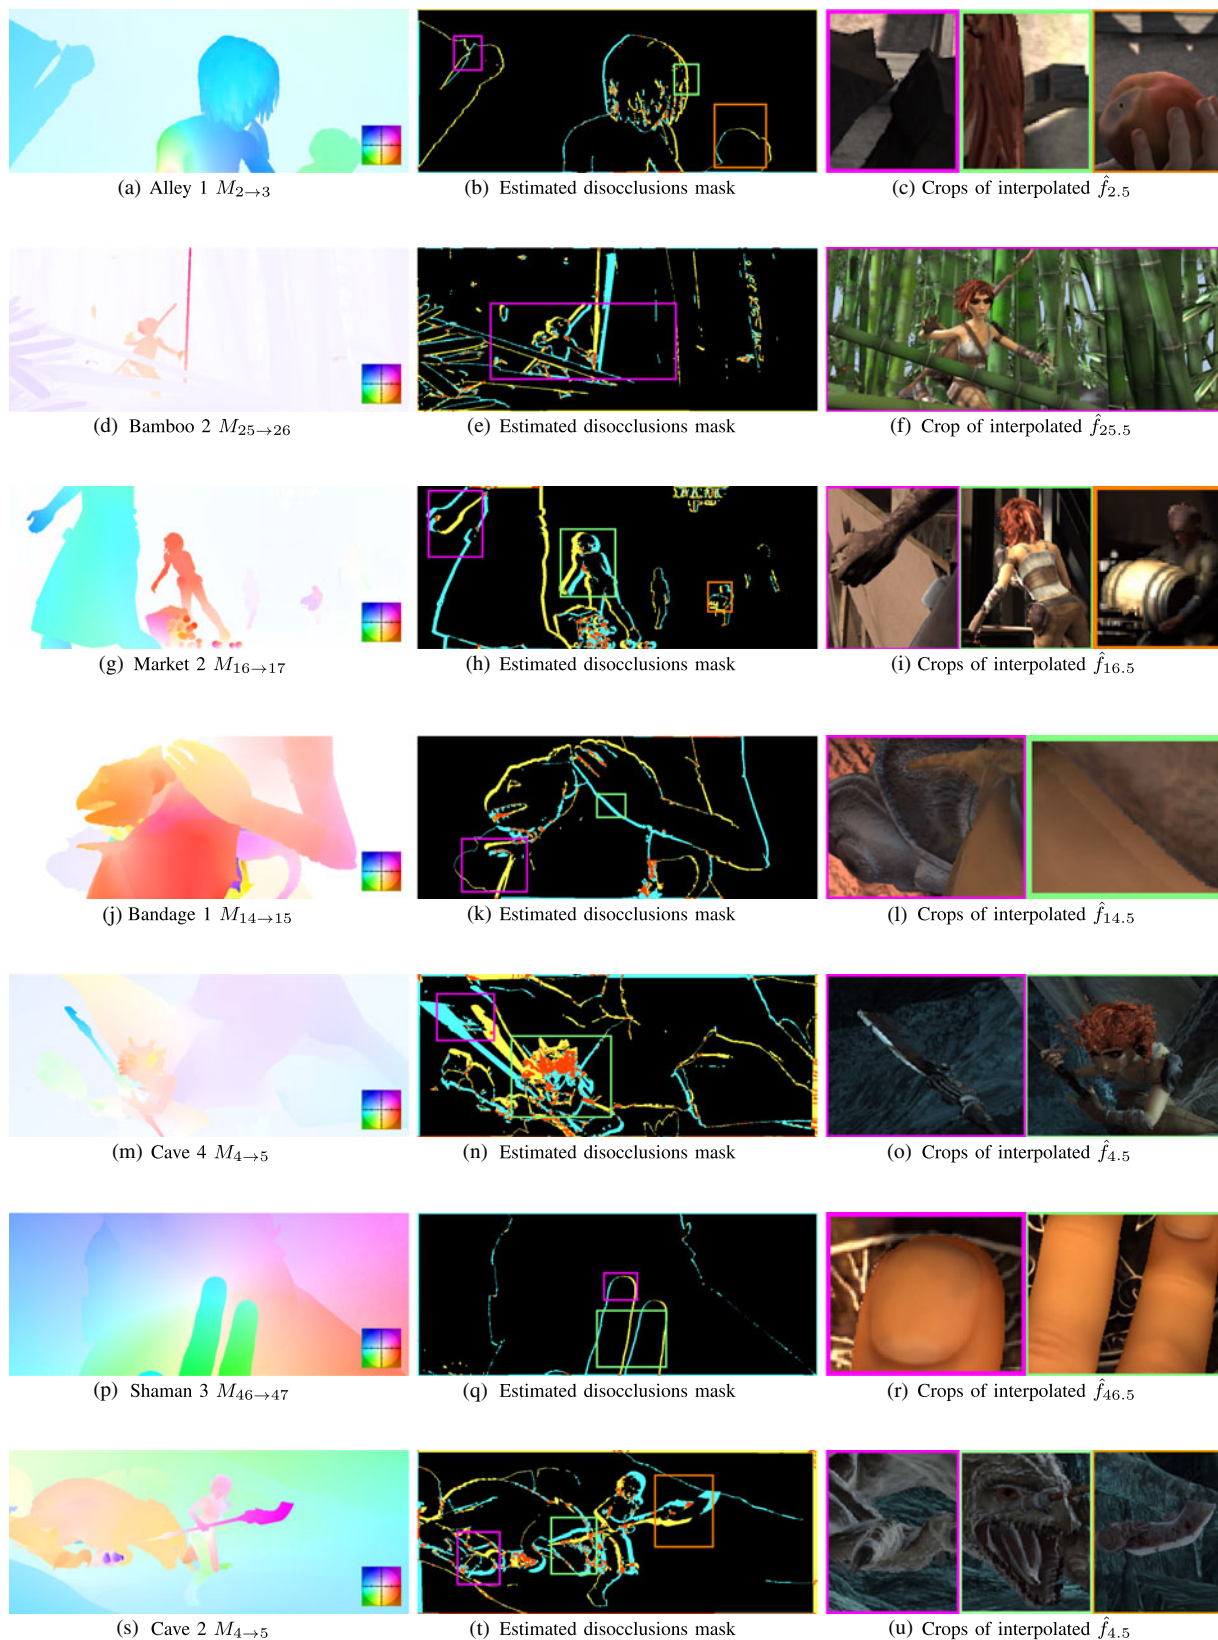 (a) Alley 1 M2→3
(b) Estimated disocclusions mask
(c) Crops of interpolated f̂2.5
(d) Bamboo 2 M25→26
(e) Estimated disocclusions mask
(f) Crop of interpolated f̂25.5
(g) Market 2 M16→17
(h) Estimated disocclusions mask
(i) Crops of interpolated f̂16.5
(j) Bandage 1 M14→15
(k) Estimated disocclusions mask
(l) Crops of interpolated f̂14.5
(m) Cave 4 M4→5
(n) Estimated disocclusions mask
(o) Crops of interpolated f̂4.5
(p) Shaman 3 M46→47
(q) Estimated disocclusions mask
(r) Crops of interpolated f̂46.5
(s) Cave 2 M4→5
(t) Estimated disocclusions mask
(u) Crops of interpolated f̂4.5